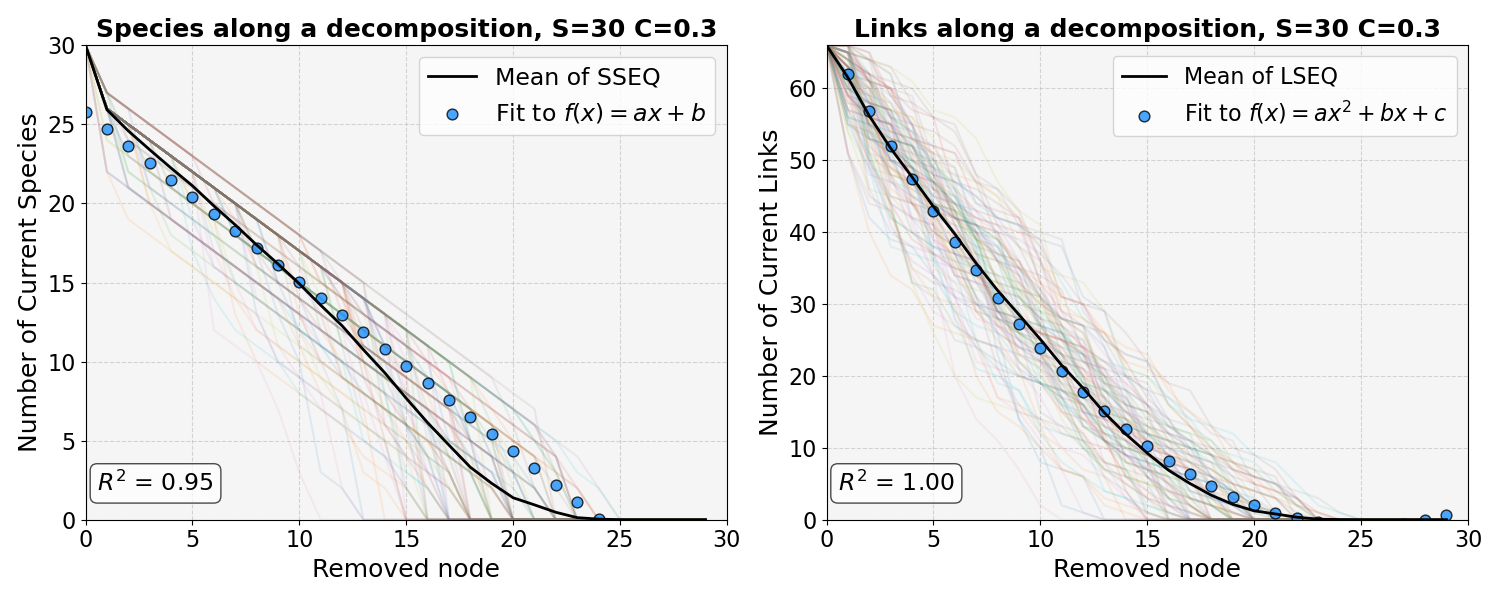 Species along a decomposition, S=30 C=0.3
Number of Current Species
30
25
20
15
10
5
0
Mean of SSEQ
Fit to f(x) = ax + b
R² = 0.95
0 5 10 15 20 25 30
Removed node
Links along a decomposition, S=30 C=0.3
Number of Current Links
60
50
40
30
20
10
0
Mean of LSEQ
Fit to f(x) = ax² + bx + c
R² = 1.00
0 5 10 15 20 25 30
Removed node